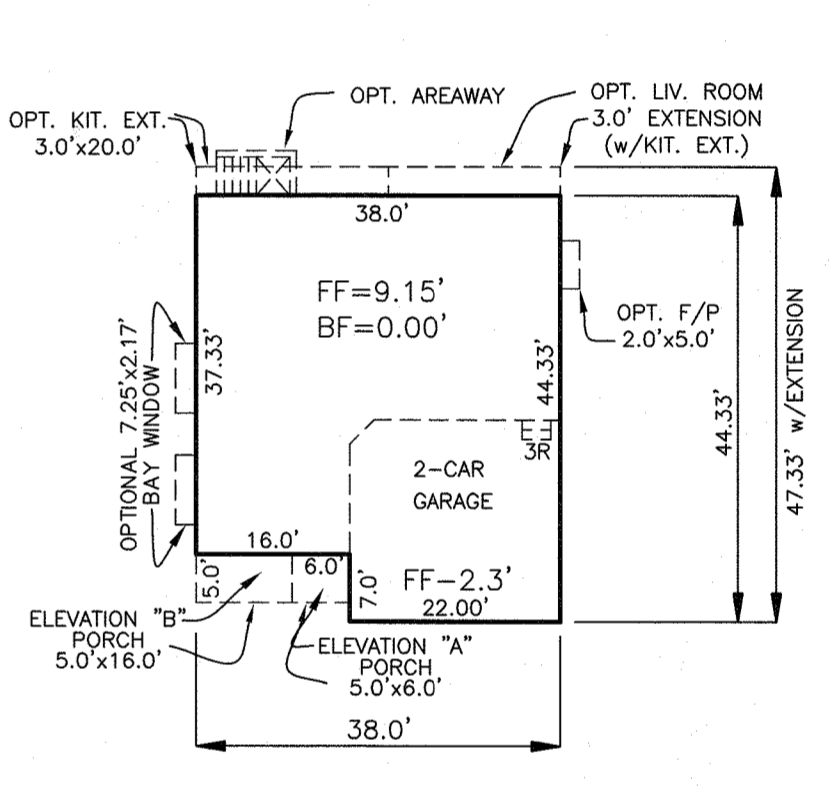 OPT. AREAWAY
OPT. LIV. ROOM
3.0' EXTENSION
(w/KIT. EXT.)
OPT. KIT. EXT.
3.0'x20.0'
38.0'
FF=9.15'
BF=0.00'
OPT. F/P
2.0'x5.0'
37.33'
44.33'
44.33'
47.33' w/EXTENSION
OPTIONAL 7.25'x2.17'
BAY WINDOW
3R
2-CAR
GARAGE
16.0'
6.0'
5.0'
7.0'
FF-2.3'
22.00'
ELEVATION "B"
PORCH
5.0'x16.0'
ELEVATION "A"
PORCH
5.0'x6.0'
38.0'